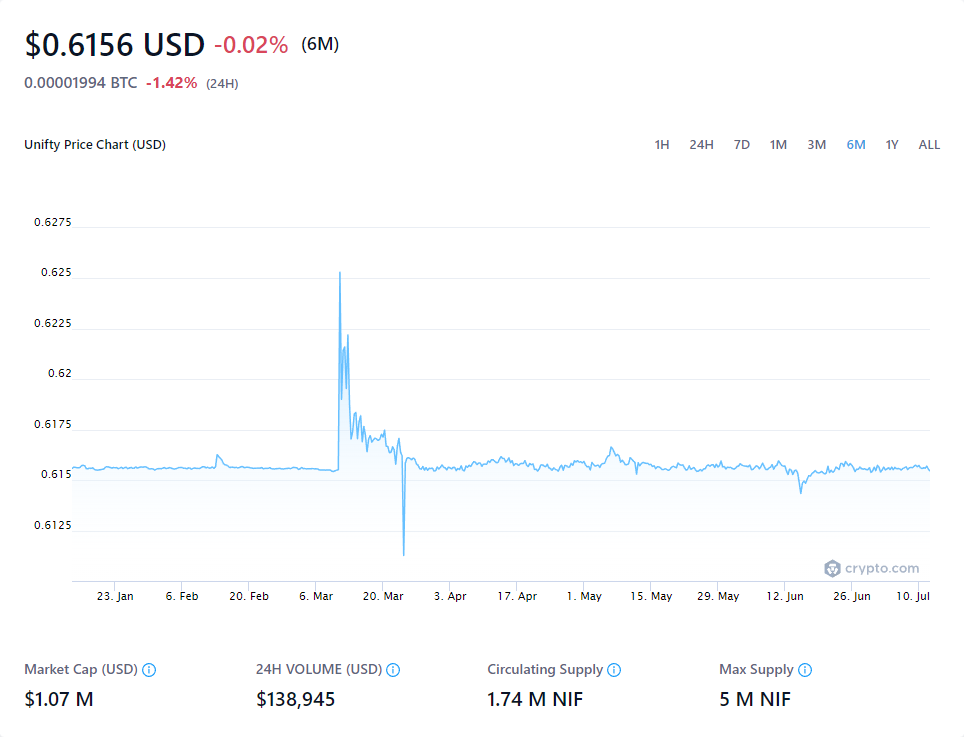 $0.6156 USD -0.02% (6M)
0.00001994 BTC -1.42% (24H)
Unifty Price Chart (USD) 1H 24H 7D 1M 3M 6M 1Y ALL
0.6275
0.625
0.6225
0.62
0.6175
0.615
0.6125
crypto.com
23. Jan 6. Feb 20. Feb 6. Mar 20. Mar 3. Apr 17. Apr 1. May 15. May 29. May 12. Jun 26. Jun 10. Jul
Market Cap (USD) 24H VOLUME (USD) Circulating Supply Max Supply
$1.07 M $138,945 1.74 M NIF 5 M NIF